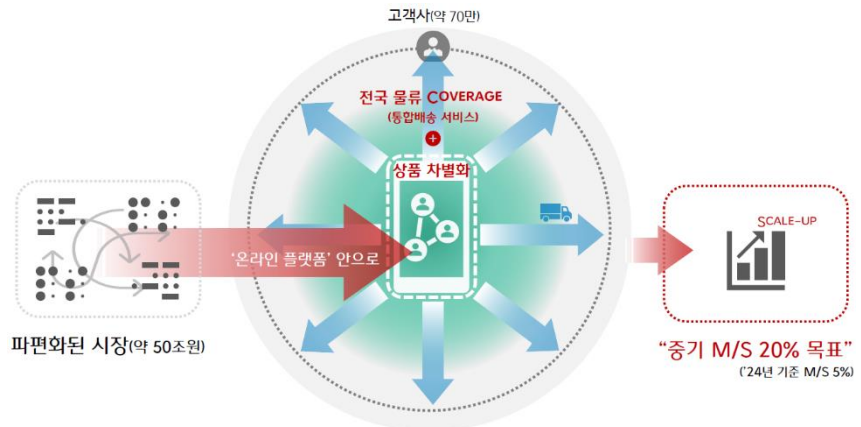 고객사(약 70만)
전국 물류 COVERAGE
(통합배송 서비스)
+
상품 차별화
'온라인 플랫폼' 안으로
SCALE-UP
파편화된 시장(약 50조원)
“중기 M/S 20% 목표”
('24년 기준 M/S 5%)